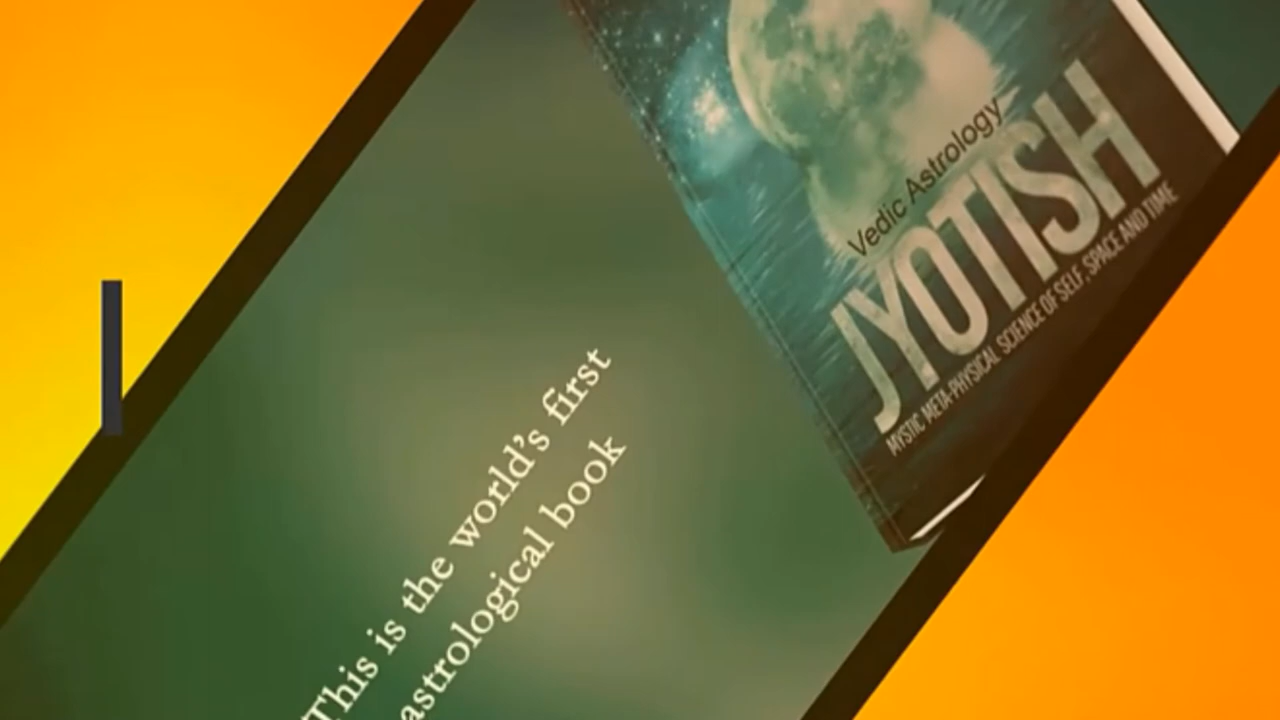 Vedic Astrology
JYOTISH
MYSTIC META-PHYSICAL SCIENCE OF SELF, SPACE AND TIME
This is the world's first
astrological book